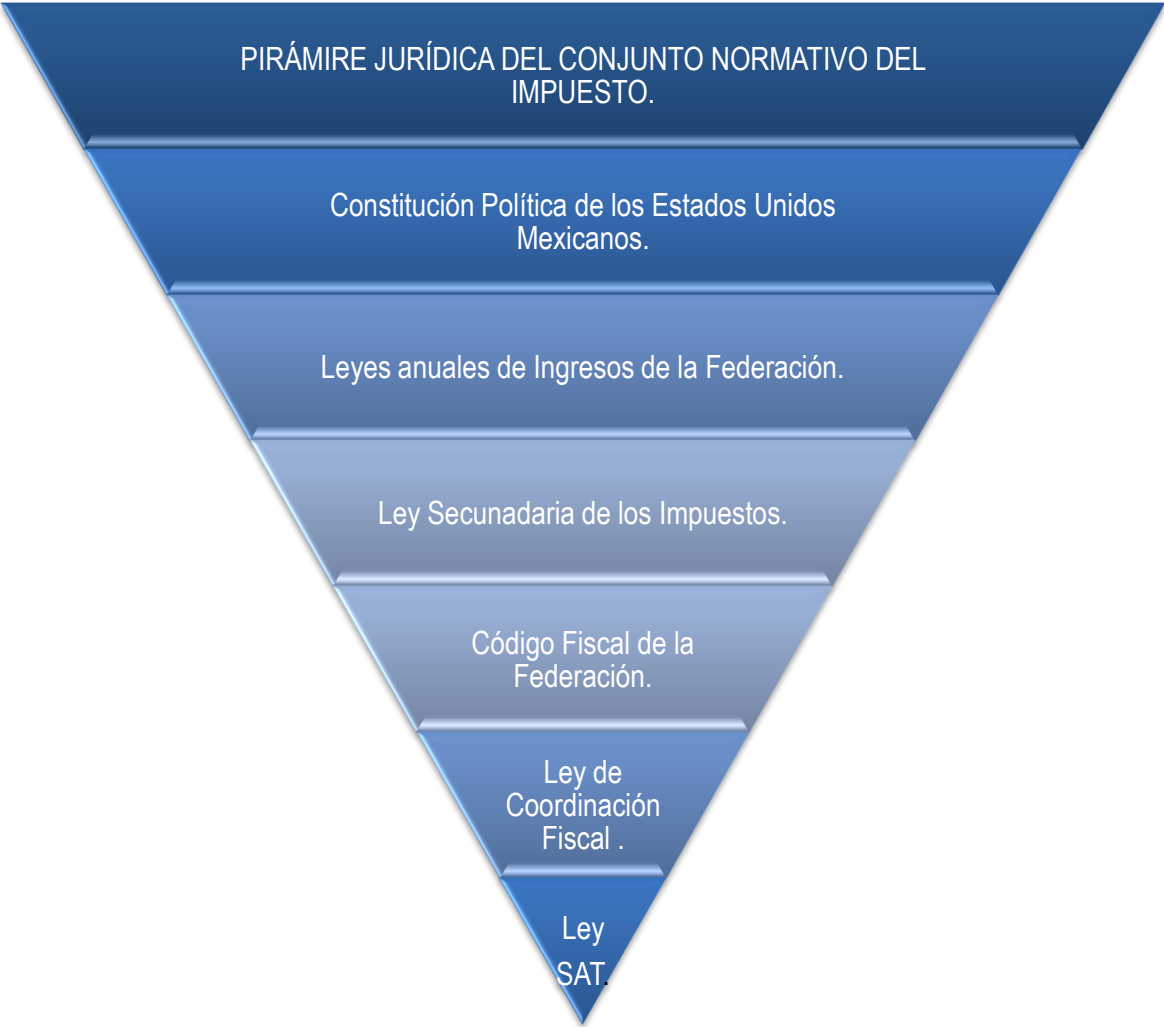 PIRÁMIRE JURÍDICA DEL CONJUNTO NORMATIVO DEL
IMPUESTO.
Constitución Política de los Estados Unidos
Mexicanos.
Leyes anuales de Ingresos de la Federación.
Ley Secunadaria de los Impuestos.
Código Fiscal de la
Federación.
Ley de
Coordinación
Fiscal .
Ley
SAT.